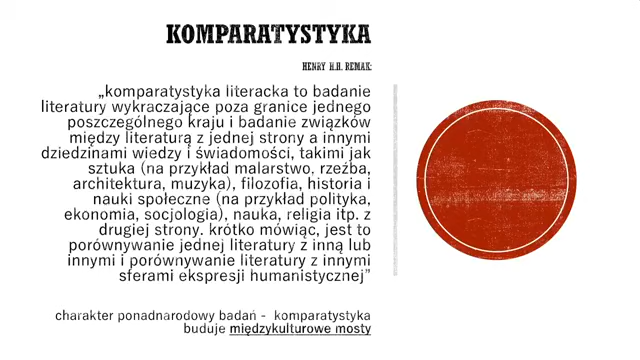 KOMPARATYSTYKA
HENRY H.H. REMAK:
„komparatystyka literacka to badanie
literatury wykraczające poza granice jednego
poszczególnego kraju i badanie związków
między literaturą z jednej strony a innymi
dziedzinami wiedzy i świadomości, takimi jak
sztuka (na przykład malarstwo, rzeźba,
architektura, muzyka), filozofia, historia i
nauki społeczne (na przykład polityka,
ekonomia, socjologia), nauka, religia itp. z
drugiej strony. krótko mówiąc, jest to
porównywanie jednej literatury z inną lub
innymi i porównywanie literatury z innymi
sferami ekspresji humanistycznej”
charakter ponadnarodowy badań - komparatystyka
buduje międzykulturowe mosty